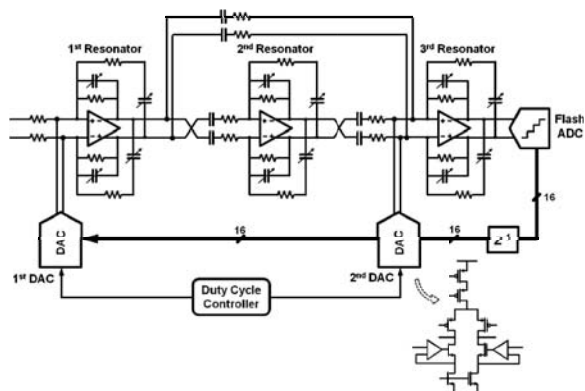 1st Resonator
2nd Resonator
3rd Resonator
Flash
ADC
16
DAC
16
DAC
16
1st DAC
2nd DAC
Duty Cycle
Controller